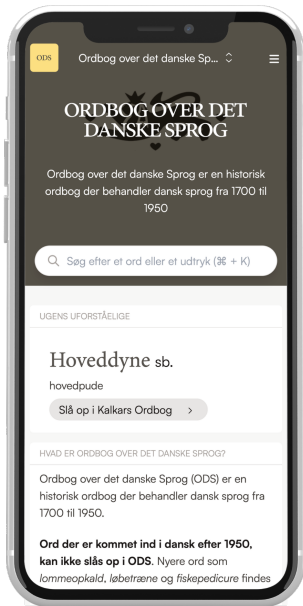 ODS
Ordbog over det danske Sp...
ORDBOG OVER DET
DANSKE SPROG
Ordbog over det danske Sprog er en historisk
ordbog der behandler dansk sprog fra 1700 til
1950
Søg efter et ord eller et udtryk (⌘ + K)
UGENS UFORSTÅELIGE
Hoveddyne sb.
hovedpude
Slå op i Kalkars Ordbog
HVAD ER ORDBOG OVER DET DANSKE SPROG?
Ordbog over det danske Sprog (ODS) er en
historisk ordbog der behandler dansk sprog fra
1700 til 1950.
Ord der er kommet ind i dansk efter 1950,
kan ikke slås op i ODS. Nyere ord som
lommeopkald, løbetræne og fiskepedicure findes